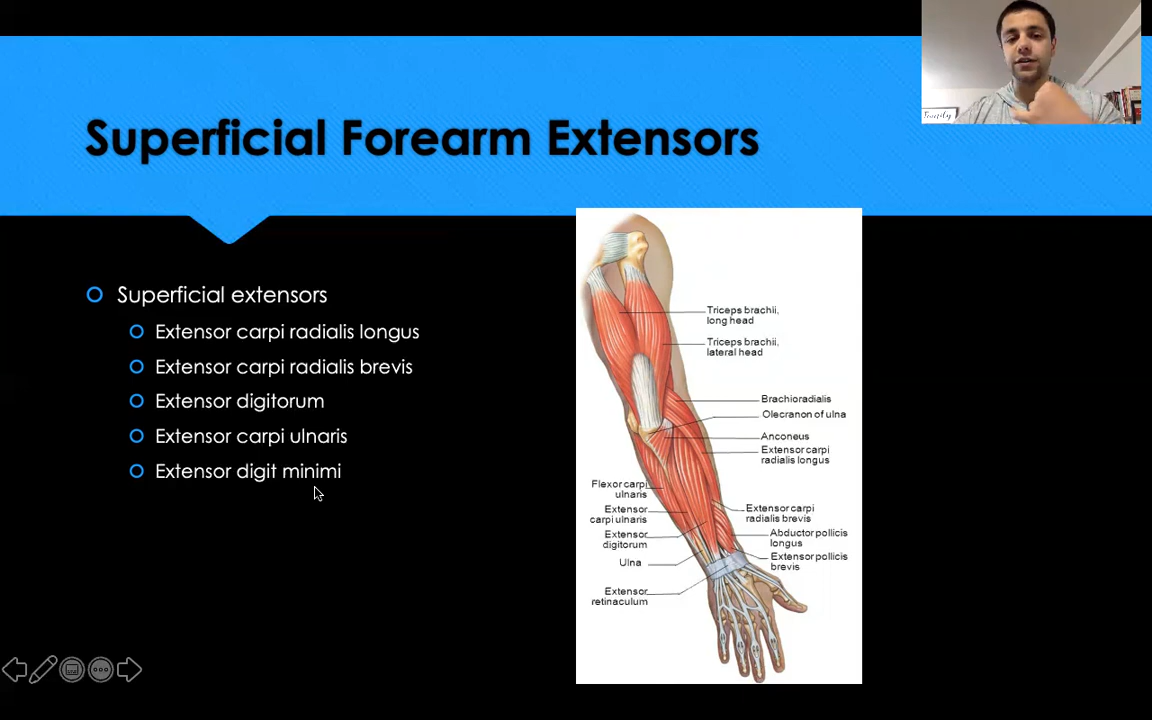 Superficial Forearm Extensors
Superficial extensors
Extensor carpi radialis longus
Extensor carpi radialis brevis
Extensor digitorum
Extensor carpi ulnaris
Extensor digit minimi
Triceps brachii,
long head
Triceps brachii,
lateral head
Brachioradialis
Olecranon of ulna
Anconeus
Extensor carpi
radialis longus
Flexor carpi
ulnaris
Extensor
carpi ulnaris
Extensor
digitorum
Ulna
Extensor
retinaculum
Extensor carpi
radialis brevis
Abductor pollicis
longus
Extensor pollicis
brevis